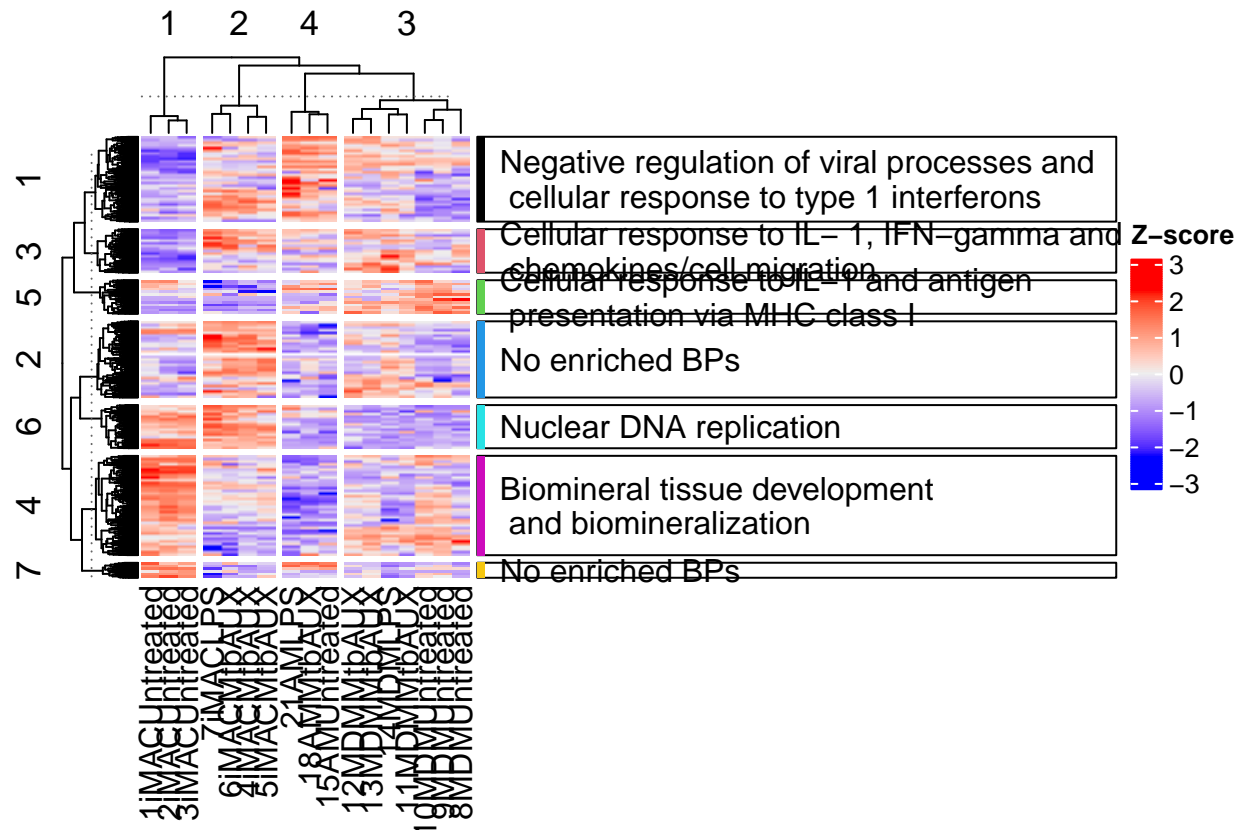 1 2 4 3
1
3
5
2
6
4
7
Negative regulation of viral processes and
cellular response to type 1 interferons
Cellular response to IL− 1, IFN−gamma and
chemokines/cell migration
Cellular response to IL−1 and antigen
presentation via MHC class I
No enriched BPs
Nuclear DNA replication
Biomineral tissue development
and biomineralization
No enriched BPs
Z−score
3
2
1
0
−1
−2
−3
1iMACUntreated
2iMACUntreated
3iMACUntreated
7iMACLPS
6iMACMtbAUX
4iMACMtbAUX
5iMACMtbAUX
21AMLPS
18AMMtbAUX
15AMUntreated
12MDMMtbAUX
13MDMMtbAUX
14MDMLPS
11MDMMtbAUX
10MDMUntreated
9MDMUntreated
8MDMUntreated